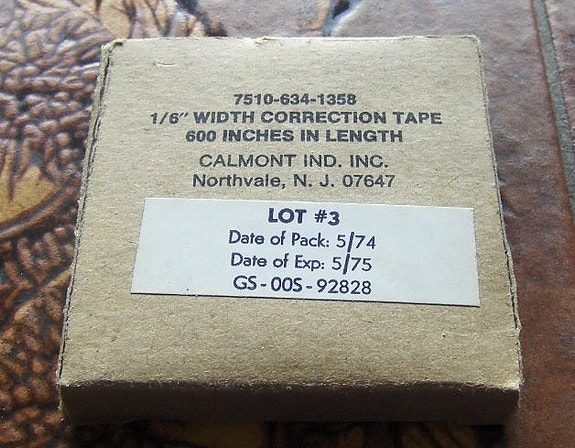 7510-634-1358
1/6" WIDTH CORRECTION TAPE
600 INCHES IN LENGTH
CALMONT IND. INC.
Northvale, N. J. 07647
LOT #3
Date of Pack: 5/74
Date of Exp: 5/75
GS-00S-92828